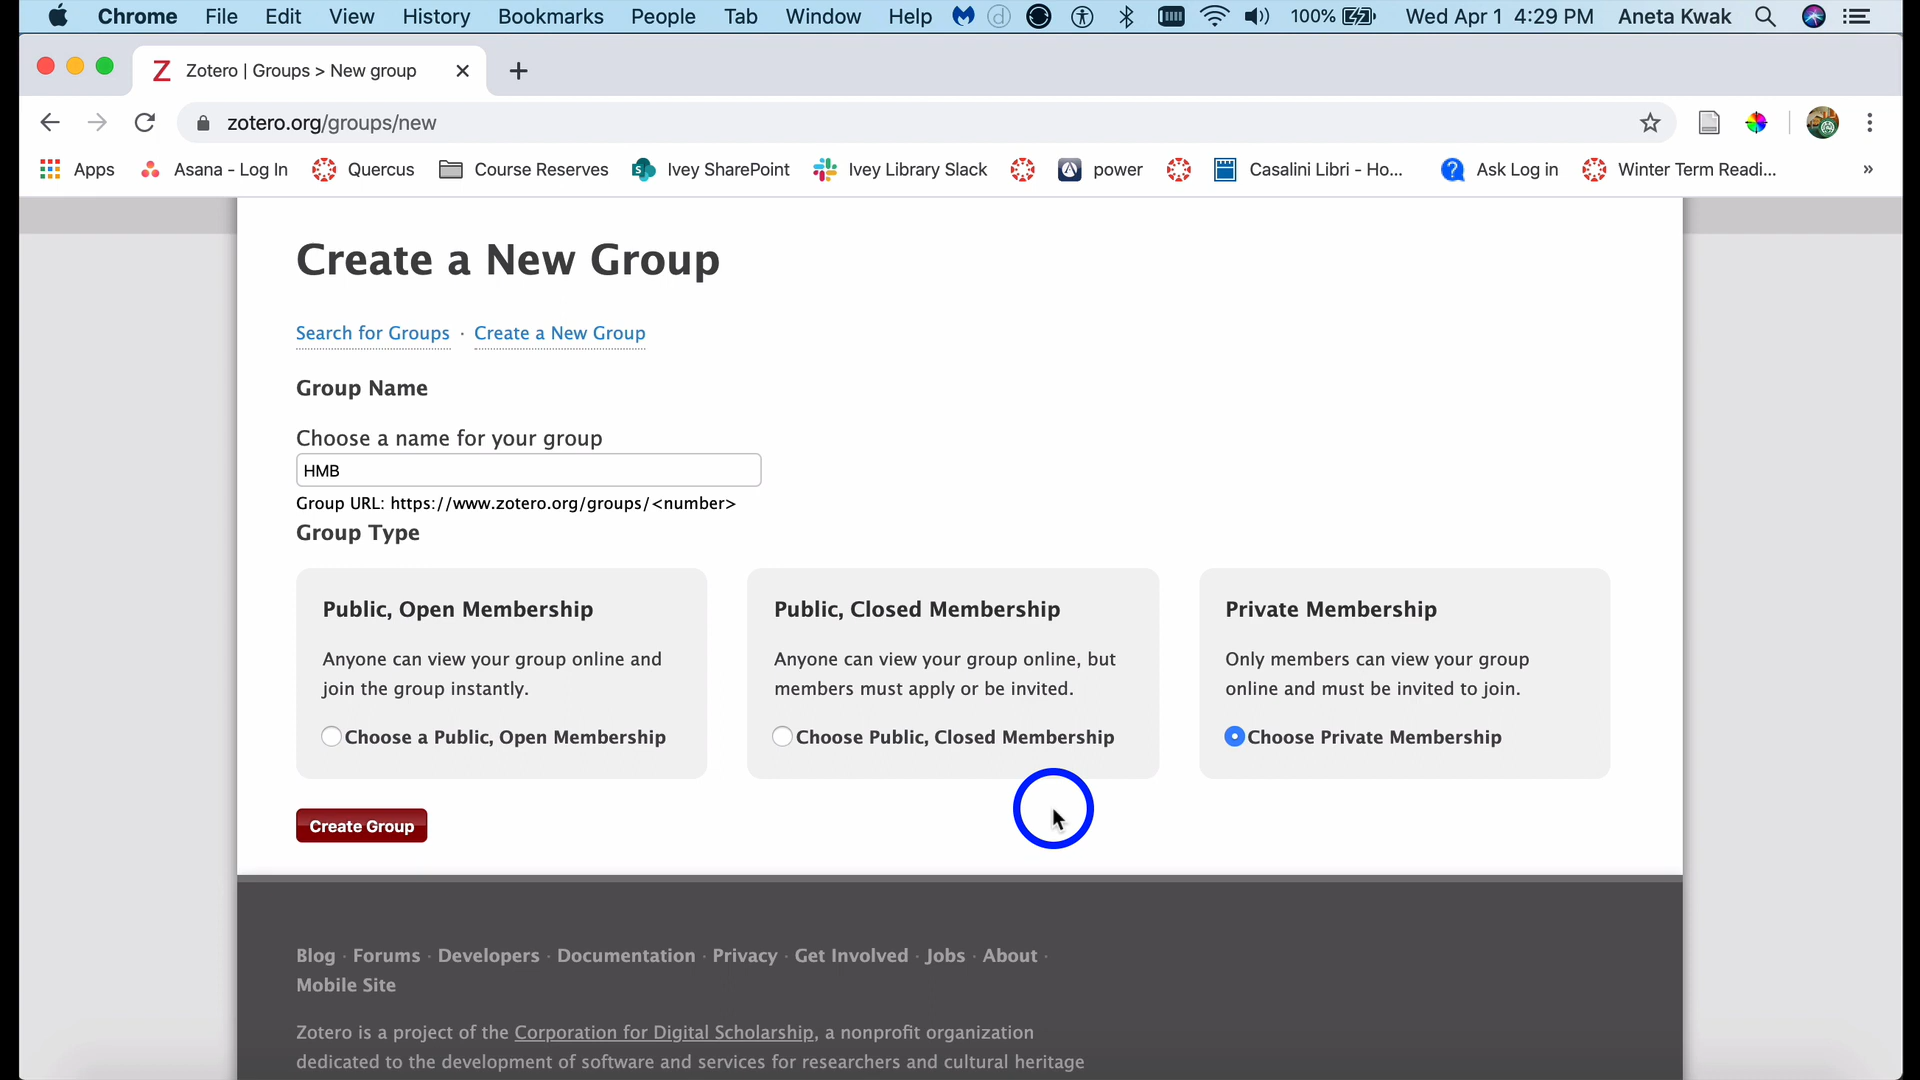 Chrome File Edit View History Bookmarks People Tab Window Help 100% Wed Apr 1 4:29 PM Aneta Kwak
Zotero | Groups > New group
zotero.org/groups/new
Apps Asana - Log In Quercus Course Reserves Ivey SharePoint Ivey Library Slack power Casalini Libri - Ho... Ask Log in Winter Term Readi... »
Create a New Group
Search for Groups · Create a New Group
Group Name
Choose a name for your group
HMB
Group URL: https://www.zotero.org/groups/<number>
Group Type
Public, Open Membership
Anyone can view your group online and
join the group instantly.
Choose a Public, Open Membership
Public, Closed Membership
Anyone can view your group online, but
members must apply or be invited.
Choose Public, Closed Membership
Private Membership
Only members can view your group
online and must be invited to join.
Choose Private Membership
Create Group
Blog · Forums · Developers · Documentation · Privacy · Get Involved · Jobs · About ·
Mobile Site
Zotero is a project of the Corporation for Digital Scholarship, a nonprofit organization
dedicated to the development of software and services for researchers and cultural heritage